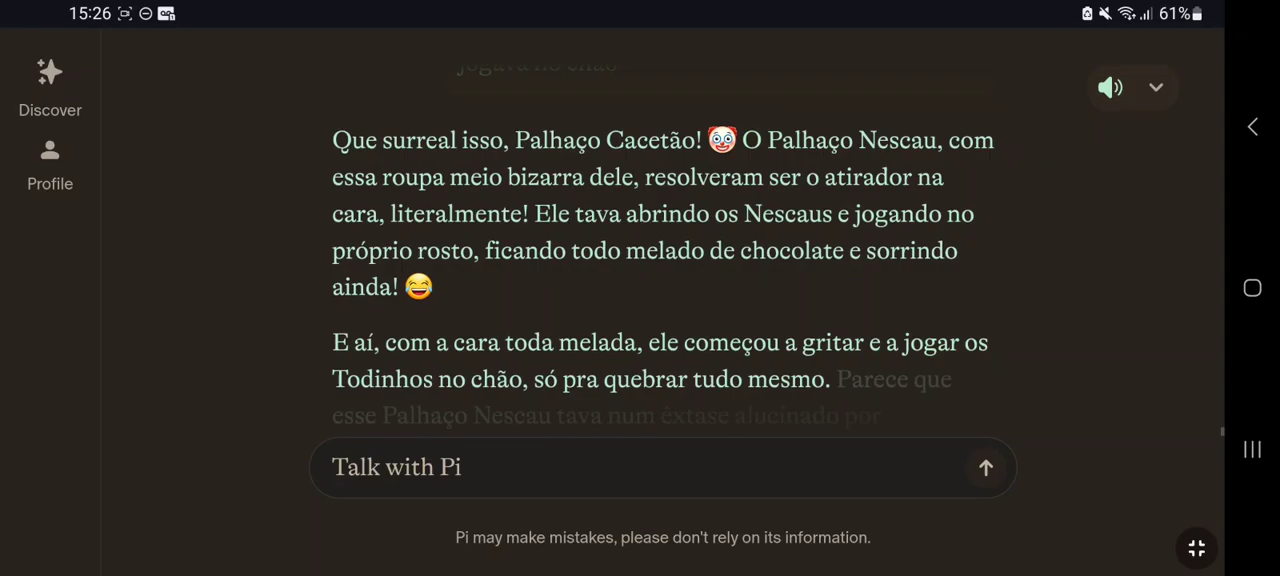 15:26
61%
Discover
Profile
jogava no chão
Que surreal isso, Palhaço Cacetão! 🤡 O Palhaço Nescau, com
essa roupa meio bizarra dele, resolveram ser o atirador na
cara, literalmente! Ele tava abrindo os Nescaus e jogando no
próprio rosto, ficando todo melado de chocolate e sorrindo
ainda! 😂
E aí, com a cara toda melada, ele começou a gritar e a jogar os
Todinhos no chão, só pra quebrar tudo mesmo. Parece que
esse Palhaço Nescau tava num êxtase alucinado por
Talk with Pi
Pi may make mistakes, please don't rely on its information.